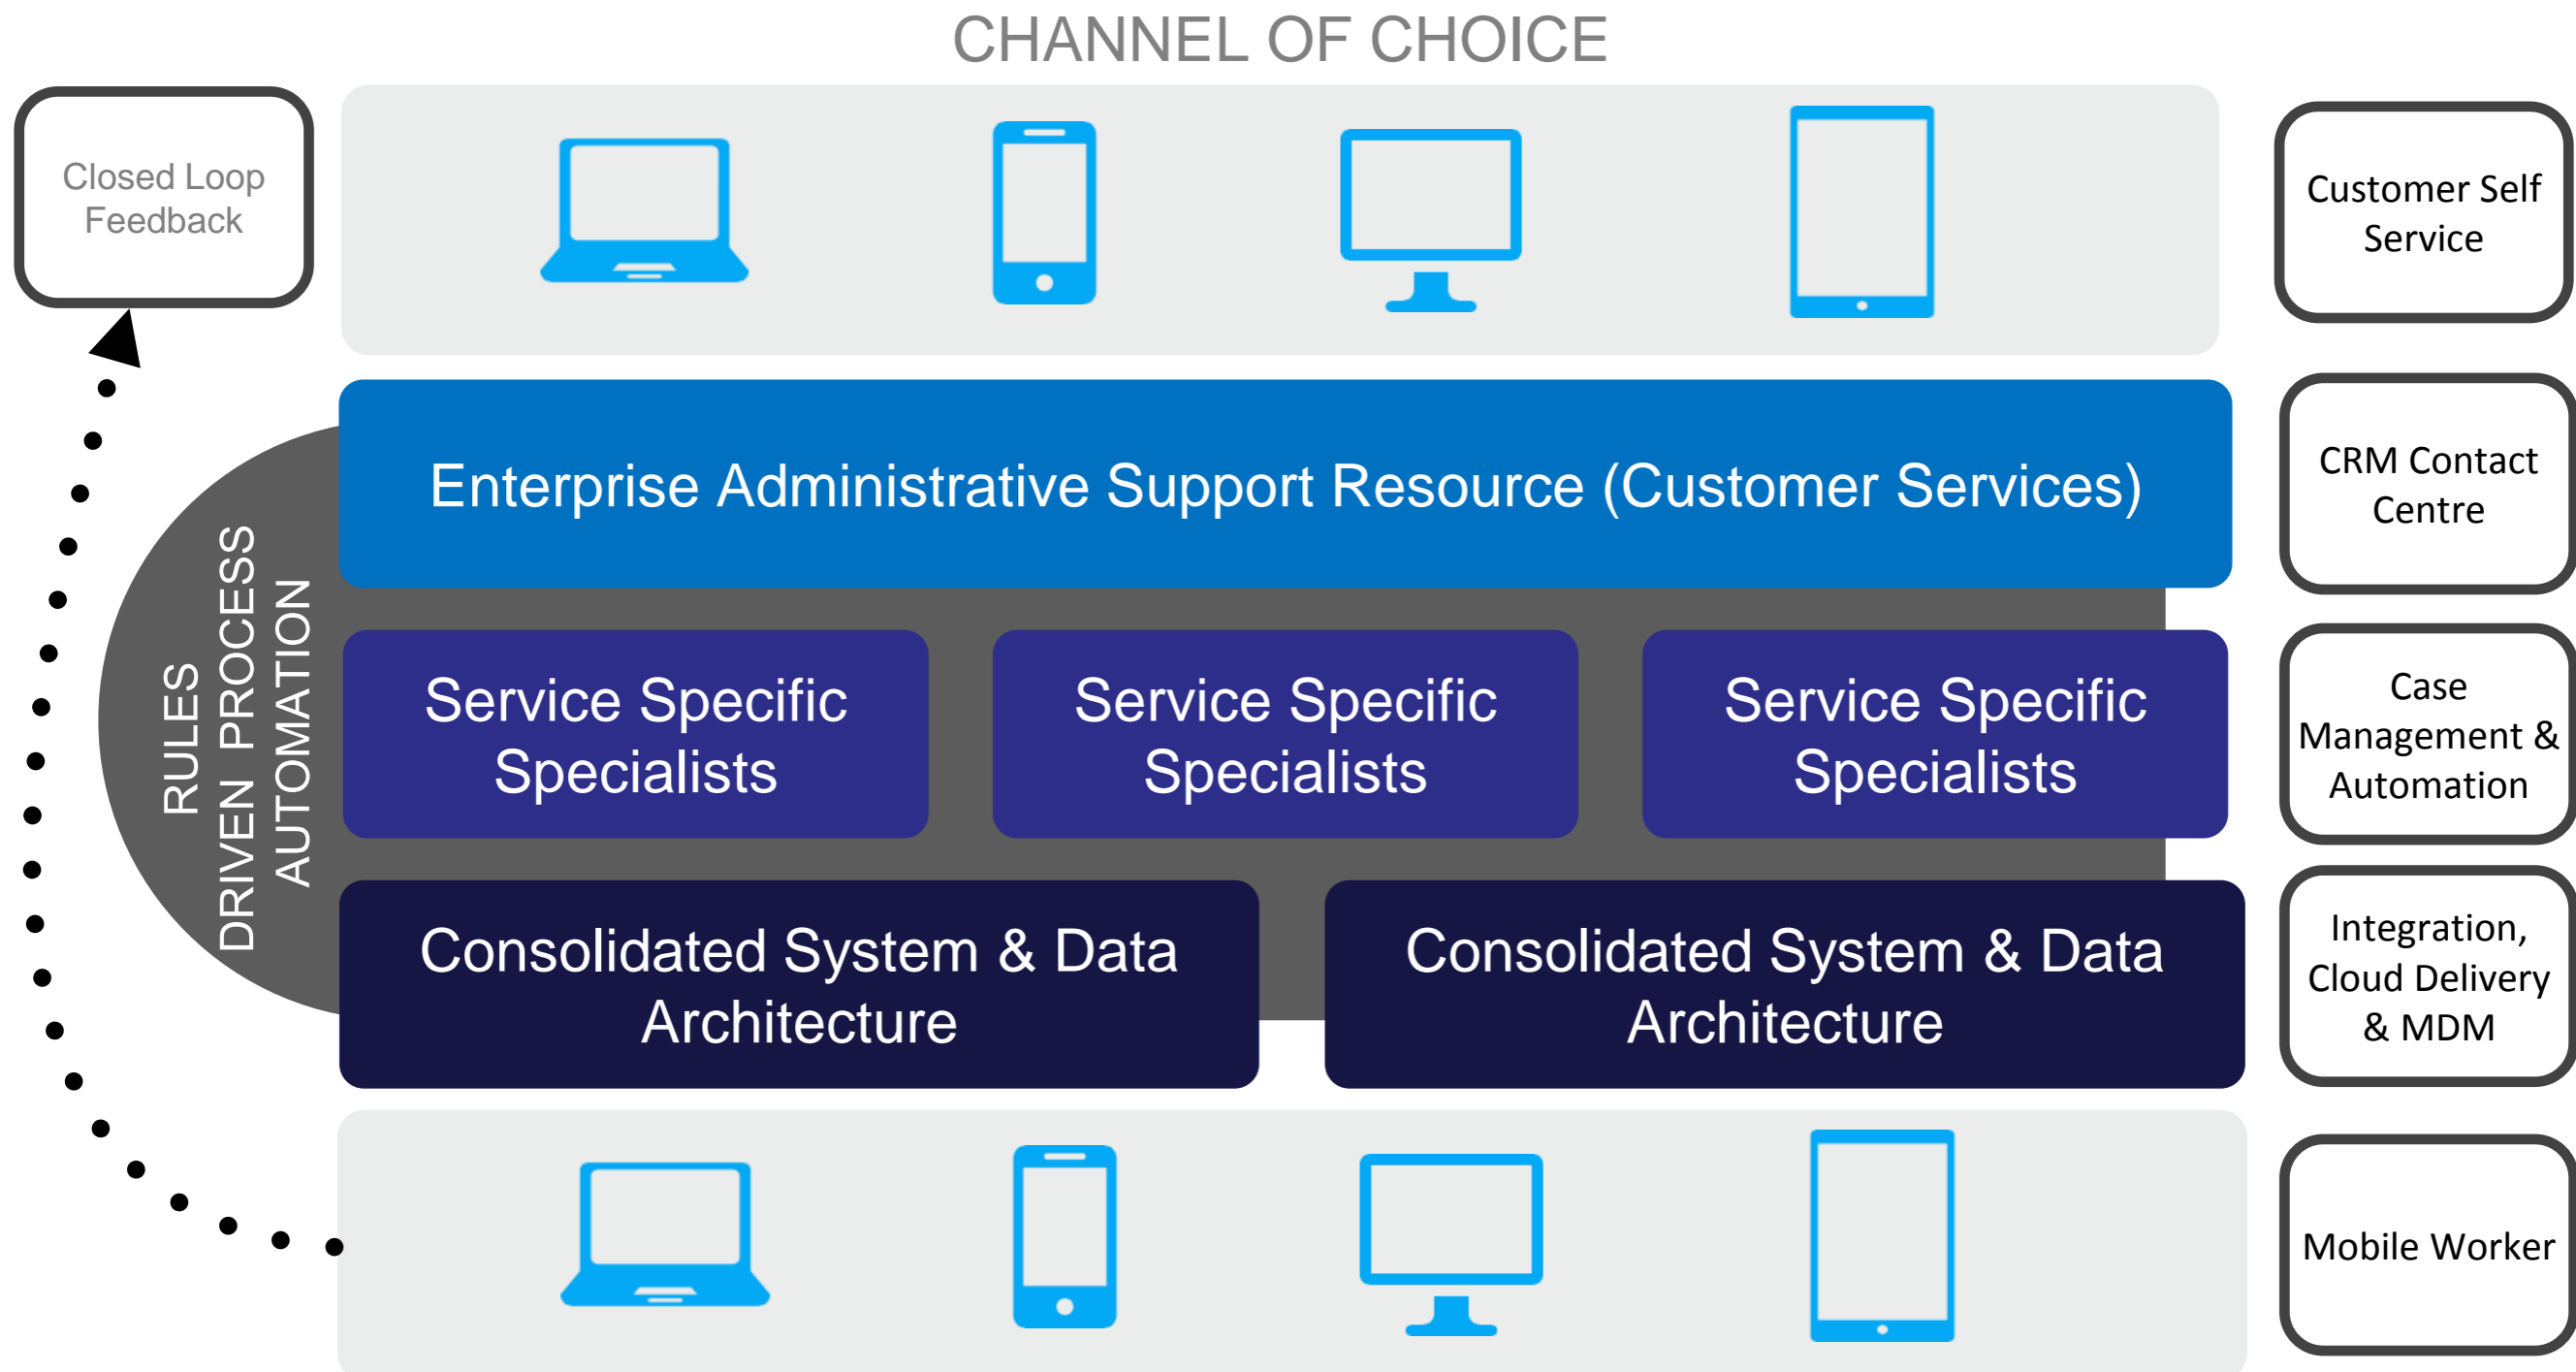 CHANNEL OF CHOICE
Closed Loop
Feedback
Customer Self
Service
Enterprise Administrative Support Resource (Customer Services)
CRM Contact
Centre
RULES
DRIVEN PROCESS
AUTOMATION
Service Specific
Specialists
Service Specific
Specialists
Service Specific
Specialists
Case
Management &
Automation
Consolidated System & Data
Architecture
Consolidated System & Data
Architecture
Integration,
Cloud Delivery
& MDM
Mobile Worker